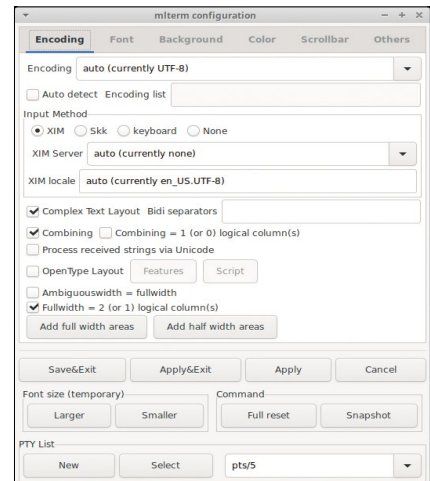 mlterm configuration
Encoding Font Background Color Scrollbar Others
Encoding auto (currently UTF-8)
Auto detect Encoding list
Input Method
XIM Skk keyboard None
XIM Server auto (currently none)
XIM locale auto (currently en_US.UTF-8)
Complex Text Layout Bidi separators
Combining Combining = 1 (or 0) logical column(s)
Process received strings via Unicode
OpenType Layout Features Script
Ambiguouswidth = fullwidth
Fullwidth = 2 (or 1) logical column(s)
Add full width areas Add half width areas
Save&Exit Apply&Exit Apply Cancel
Font size (temporary) Command
Larger Smaller Full reset Snapshot
PTY List
New Select pts/5